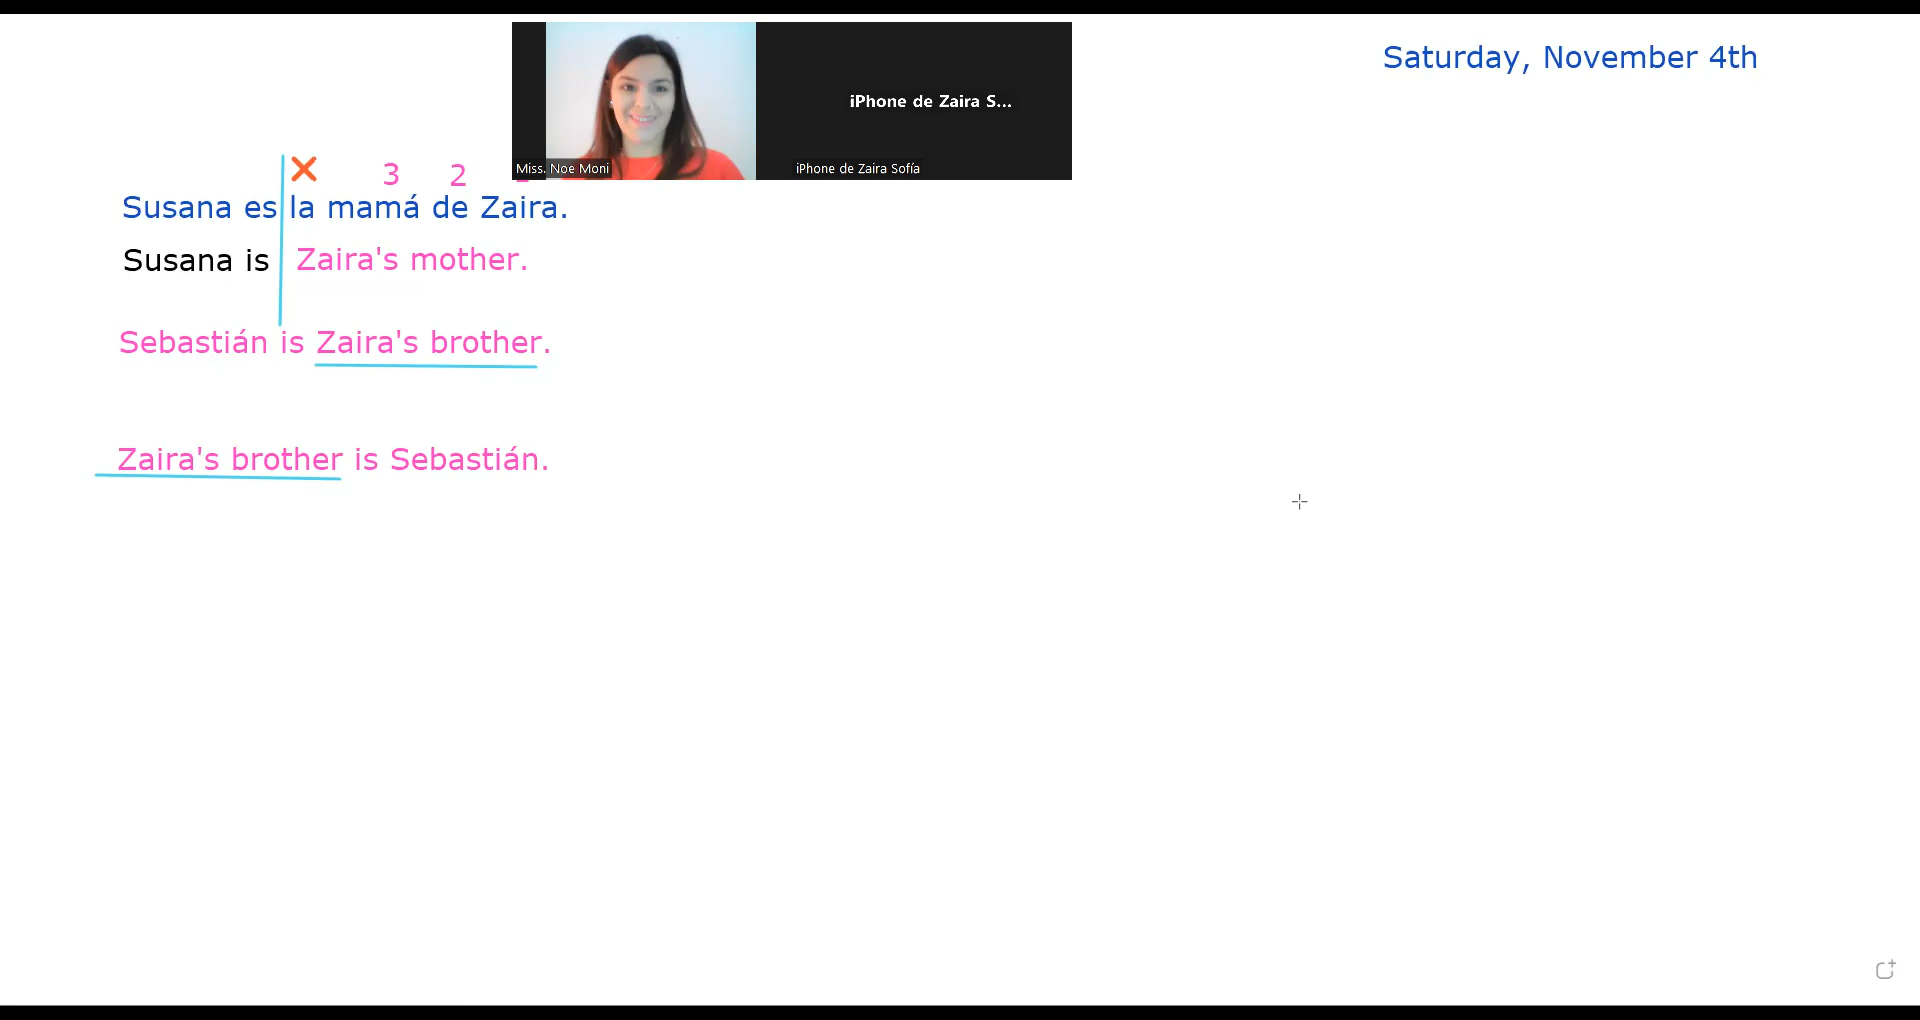 Saturday, November 4th
iPhone de Zaira S...
Miss. Noe Moni
iPhone de Zaira Sofía
3 2
Susana es la mamá de Zaira.
Susana is Zaira's mother.
Sebastián is Zaira's brother.
Zaira's brother is Sebastián.